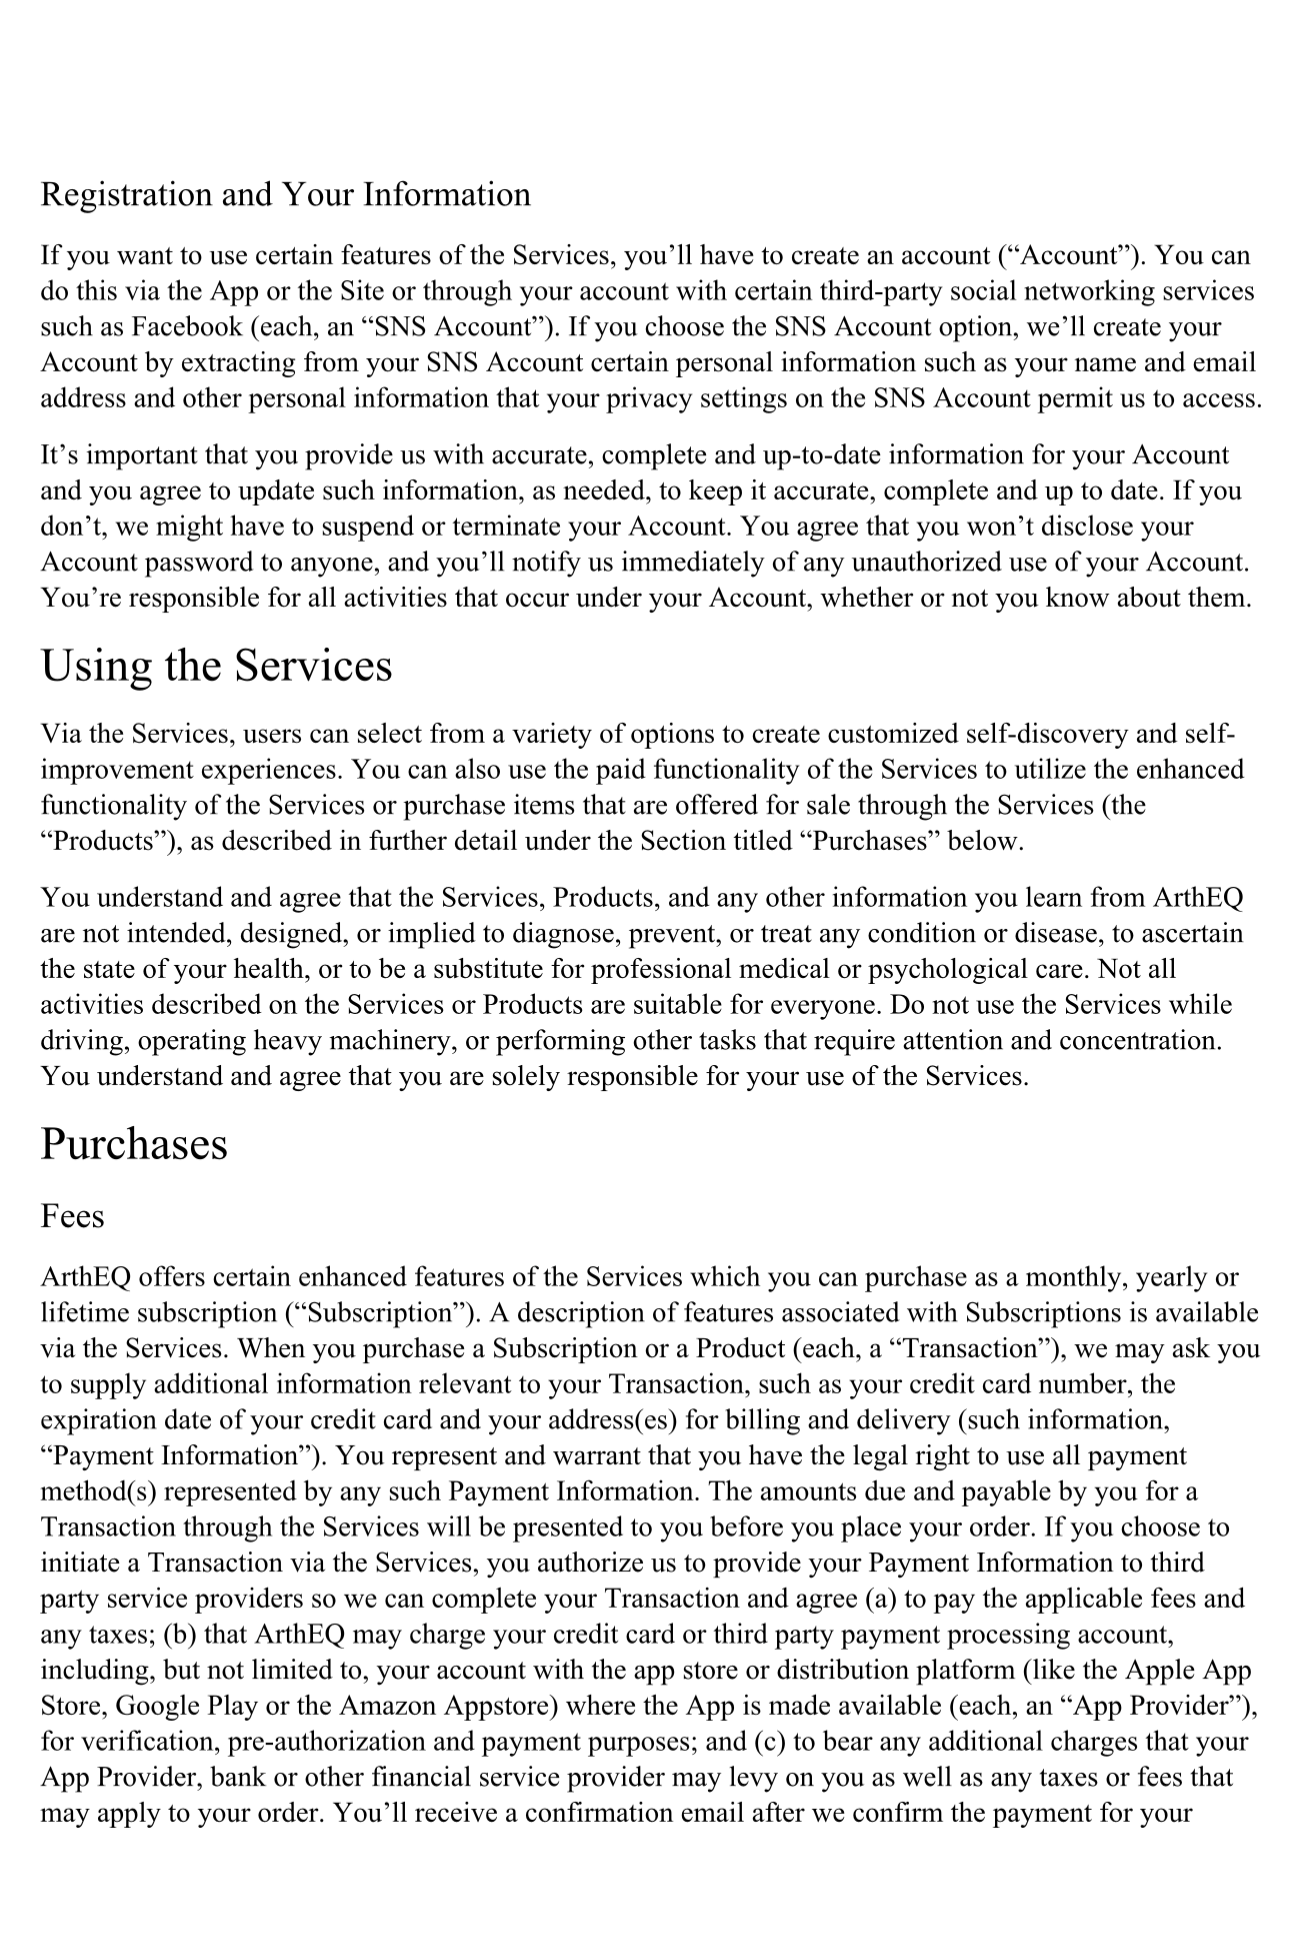 Registration and Your Information
If you want to use certain features of the Services, you’ll have to create an account (“Account”). You can
do this via the App or the Site or through your account with certain third-party social networking services
such as Facebook (each, an “SNS Account”). If you choose the SNS Account option, we’ll create your
Account by extracting from your SNS Account certain personal information such as your name and email
address and other personal information that your privacy settings on the SNS Account permit us to access.
It’s important that you provide us with accurate, complete and up-to-date information for your Account
and you agree to update such information, as needed, to keep it accurate, complete and up to date. If you
don’t, we might have to suspend or terminate your Account. You agree that you won’t disclose your
Account password to anyone, and you’ll notify us immediately of any unauthorized use of your Account.
You’re responsible for all activities that occur under your Account, whether or not you know about them.
Using the Services
Via the Services, users can select from a variety of options to create customized self-discovery and self-
improvement experiences. You can also use the paid functionality of the Services to utilize the enhanced
functionality of the Services or purchase items that are offered for sale through the Services (the
“Products”), as described in further detail under the Section titled “Purchases” below.
You understand and agree that the Services, Products, and any other information you learn from ArthEQ
are not intended, designed, or implied to diagnose, prevent, or treat any condition or disease, to ascertain
the state of your health, or to be a substitute for professional medical or psychological care. Not all
activities described on the Services or Products are suitable for everyone. Do not use the Services while
driving, operating heavy machinery, or performing other tasks that require attention and concentration.
You understand and agree that you are solely responsible for your use of the Services.
Purchases
Fees
ArthEQ offers certain enhanced features of the Services which you can purchase as a monthly, yearly or
lifetime subscription (“Subscription”). A description of features associated with Subscriptions is available
via the Services. When you purchase a Subscription or a Product (each, a “Transaction”), we may ask you
to supply additional information relevant to your Transaction, such as your credit card number, the
expiration date of your credit card and your address(es) for billing and delivery (such information,
“Payment Information”). You represent and warrant that you have the legal right to use all payment
method(s) represented by any such Payment Information. The amounts due and payable by you for a
Transaction through the Services will be presented to you before you place your order. If you choose to
initiate a Transaction via the Services, you authorize us to provide your Payment Information to third
party service providers so we can complete your Transaction and agree (a) to pay the applicable fees and
any taxes; (b) that ArthEQ may charge your credit card or third party payment processing account,
including, but not limited to, your account with the app store or distribution platform (like the Apple App
Store, Google Play or the Amazon Appstore) where the App is made available (each, an “App Provider”),
for verification, pre-authorization and payment purposes; and (c) to bear any additional charges that your
App Provider, bank or other financial service provider may levy on you as well as any taxes or fees that
may apply to your order. You’ll receive a confirmation email after we confirm the payment for your